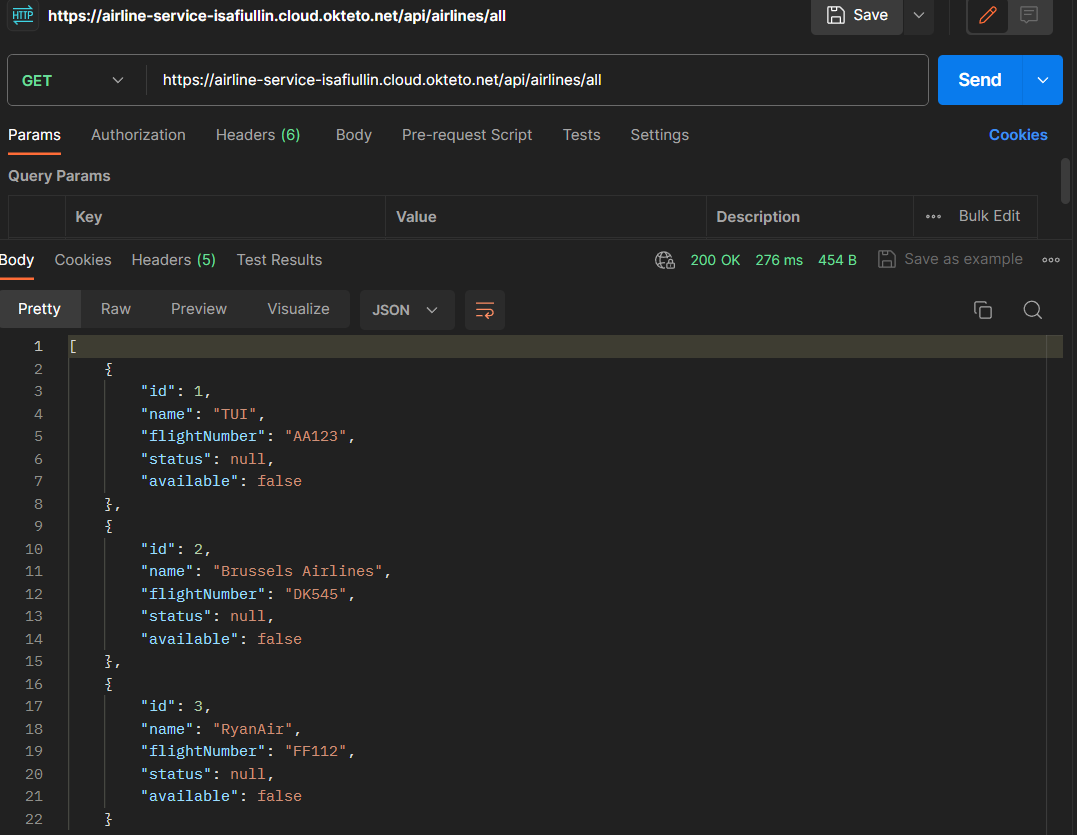 HTTP https://airline-service-isafiullin.cloud.okteto.net/api/airlines/all Save
GET https://airline-service-isafiullin.cloud.okteto.net/api/airlines/all Send
Params Authorization Headers (6) Body Pre-request Script Tests Settings Cookies
Query Params
Key Value Description ••• Bulk Edit
Body Cookies Headers (5) Test Results 200 OK 276 ms 454 B Save as example •••
Pretty Raw Preview Visualize JSON
1 [
2 {
3 "id": 1,
4 "name": "TUI",
5 "flightNumber": "AA123",
6 "status": null,
7 "available": false
8 },
9 {
10 "id": 2,
11 "name": "Brussels Airlines",
12 "flightNumber": "DK545",
13 "status": null,
14 "available": false
15 },
16 {
17 "id": 3,
18 "name": "RyanAir",
19 "flightNumber": "FF112",
20 "status": null,
21 "available": false
22 }